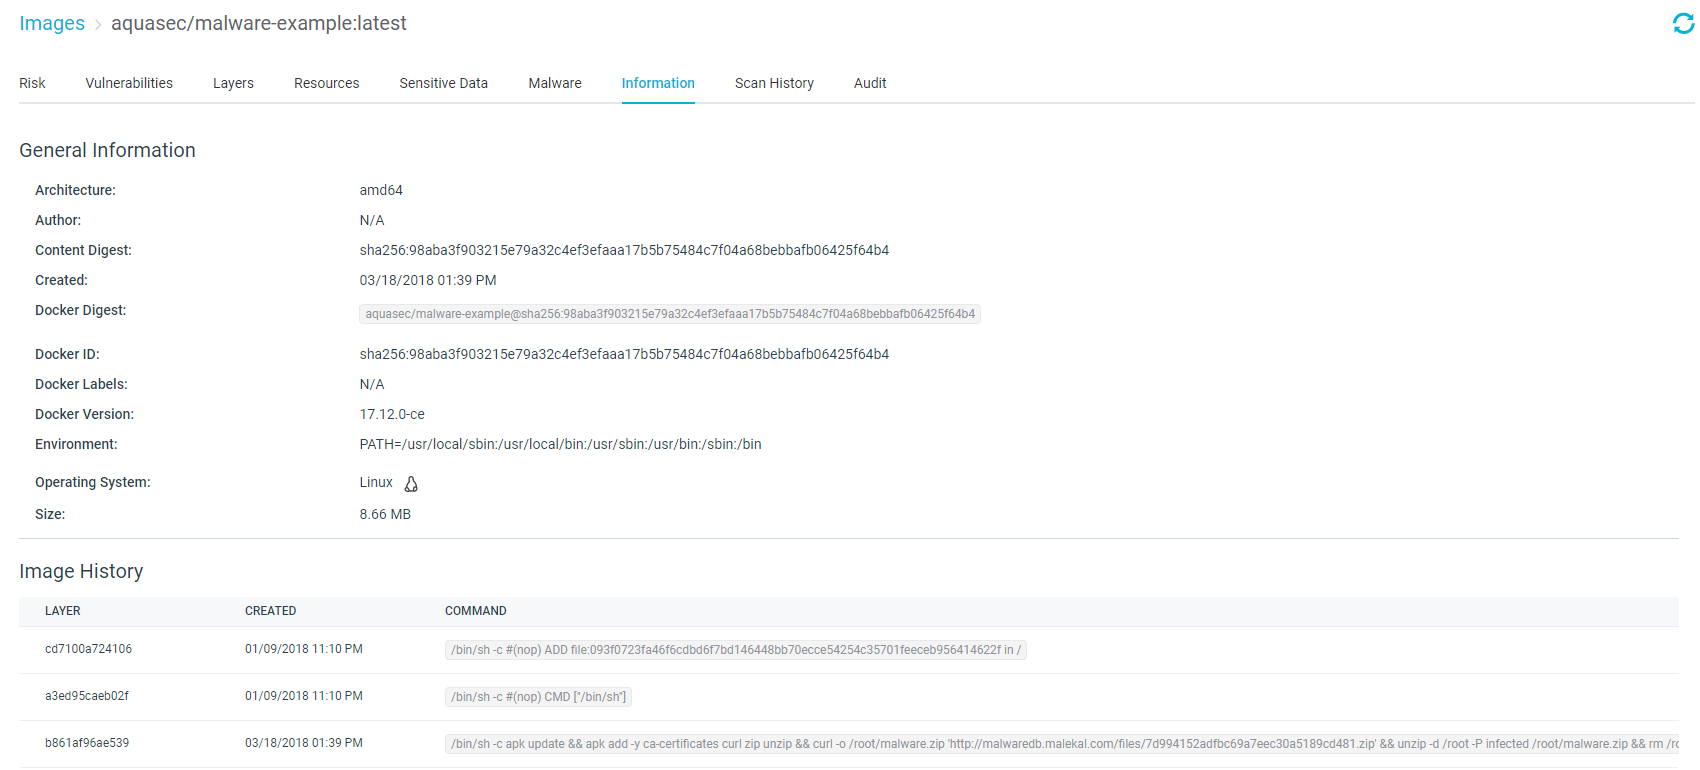 Images > aquasec/malware-example:latest
Risk Vulnerabilities Layers Resources Sensitive Data Malware Information Scan History Audit
General Information
Architecture: amd64
Author: N/A
Content Digest: sha256:98aba3f903215e79a32c4ef3efaaa17b5b75484c7f04a68bebbafb06425f64b4
Created: 03/18/2018 01:39 PM
Docker Digest: aquasec/malware-example@sha256:98aba3f903215e79a32c4ef3efaaa17b5b75484c7f04a68bebbafb06425f64b4
Docker ID: sha256:98aba3f903215e79a32c4ef3efaaa17b5b75484c7f04a68bebbafb06425f64b4
Docker Labels: N/A
Docker Version: 17.12.0-ce
Environment: PATH=/usr/local/sbin:/usr/local/bin:/usr/sbin:/usr/bin:/sbin:/bin
Operating System: Linux
Size: 8.66 MB
Image History
LAYER CREATED COMMAND
cd7100a724106 01/09/2018 11:10 PM /bin/sh -c #(nop) ADD file:093f0723fa46f6cdbd6f7bd146448bb70ecce54254c35701feeceb956414622f in /
a3ed95caeb02f 01/09/2018 11:10 PM /bin/sh -c #(nop) CMD ["/bin/sh"]
b861af96ae539 03/18/2018 01:39 PM /bin/sh -c apk update && apk add -y ca-certificates curl zip unzip && curl -o /root/malware.zip 'http://malwaredb.malekal.com/files/7d994152adfbc69a7eec30a5189cd481.zip' && unzip -d /root -P infected /root/malware.zip && rm